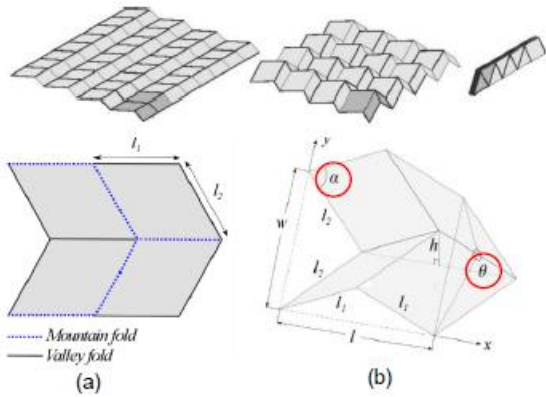 l₁
l₂
Mountain fold
Valley fold
(a)
y
α
w
l₂
h
θ
l₂
l₁
l₁
l
x
(b)